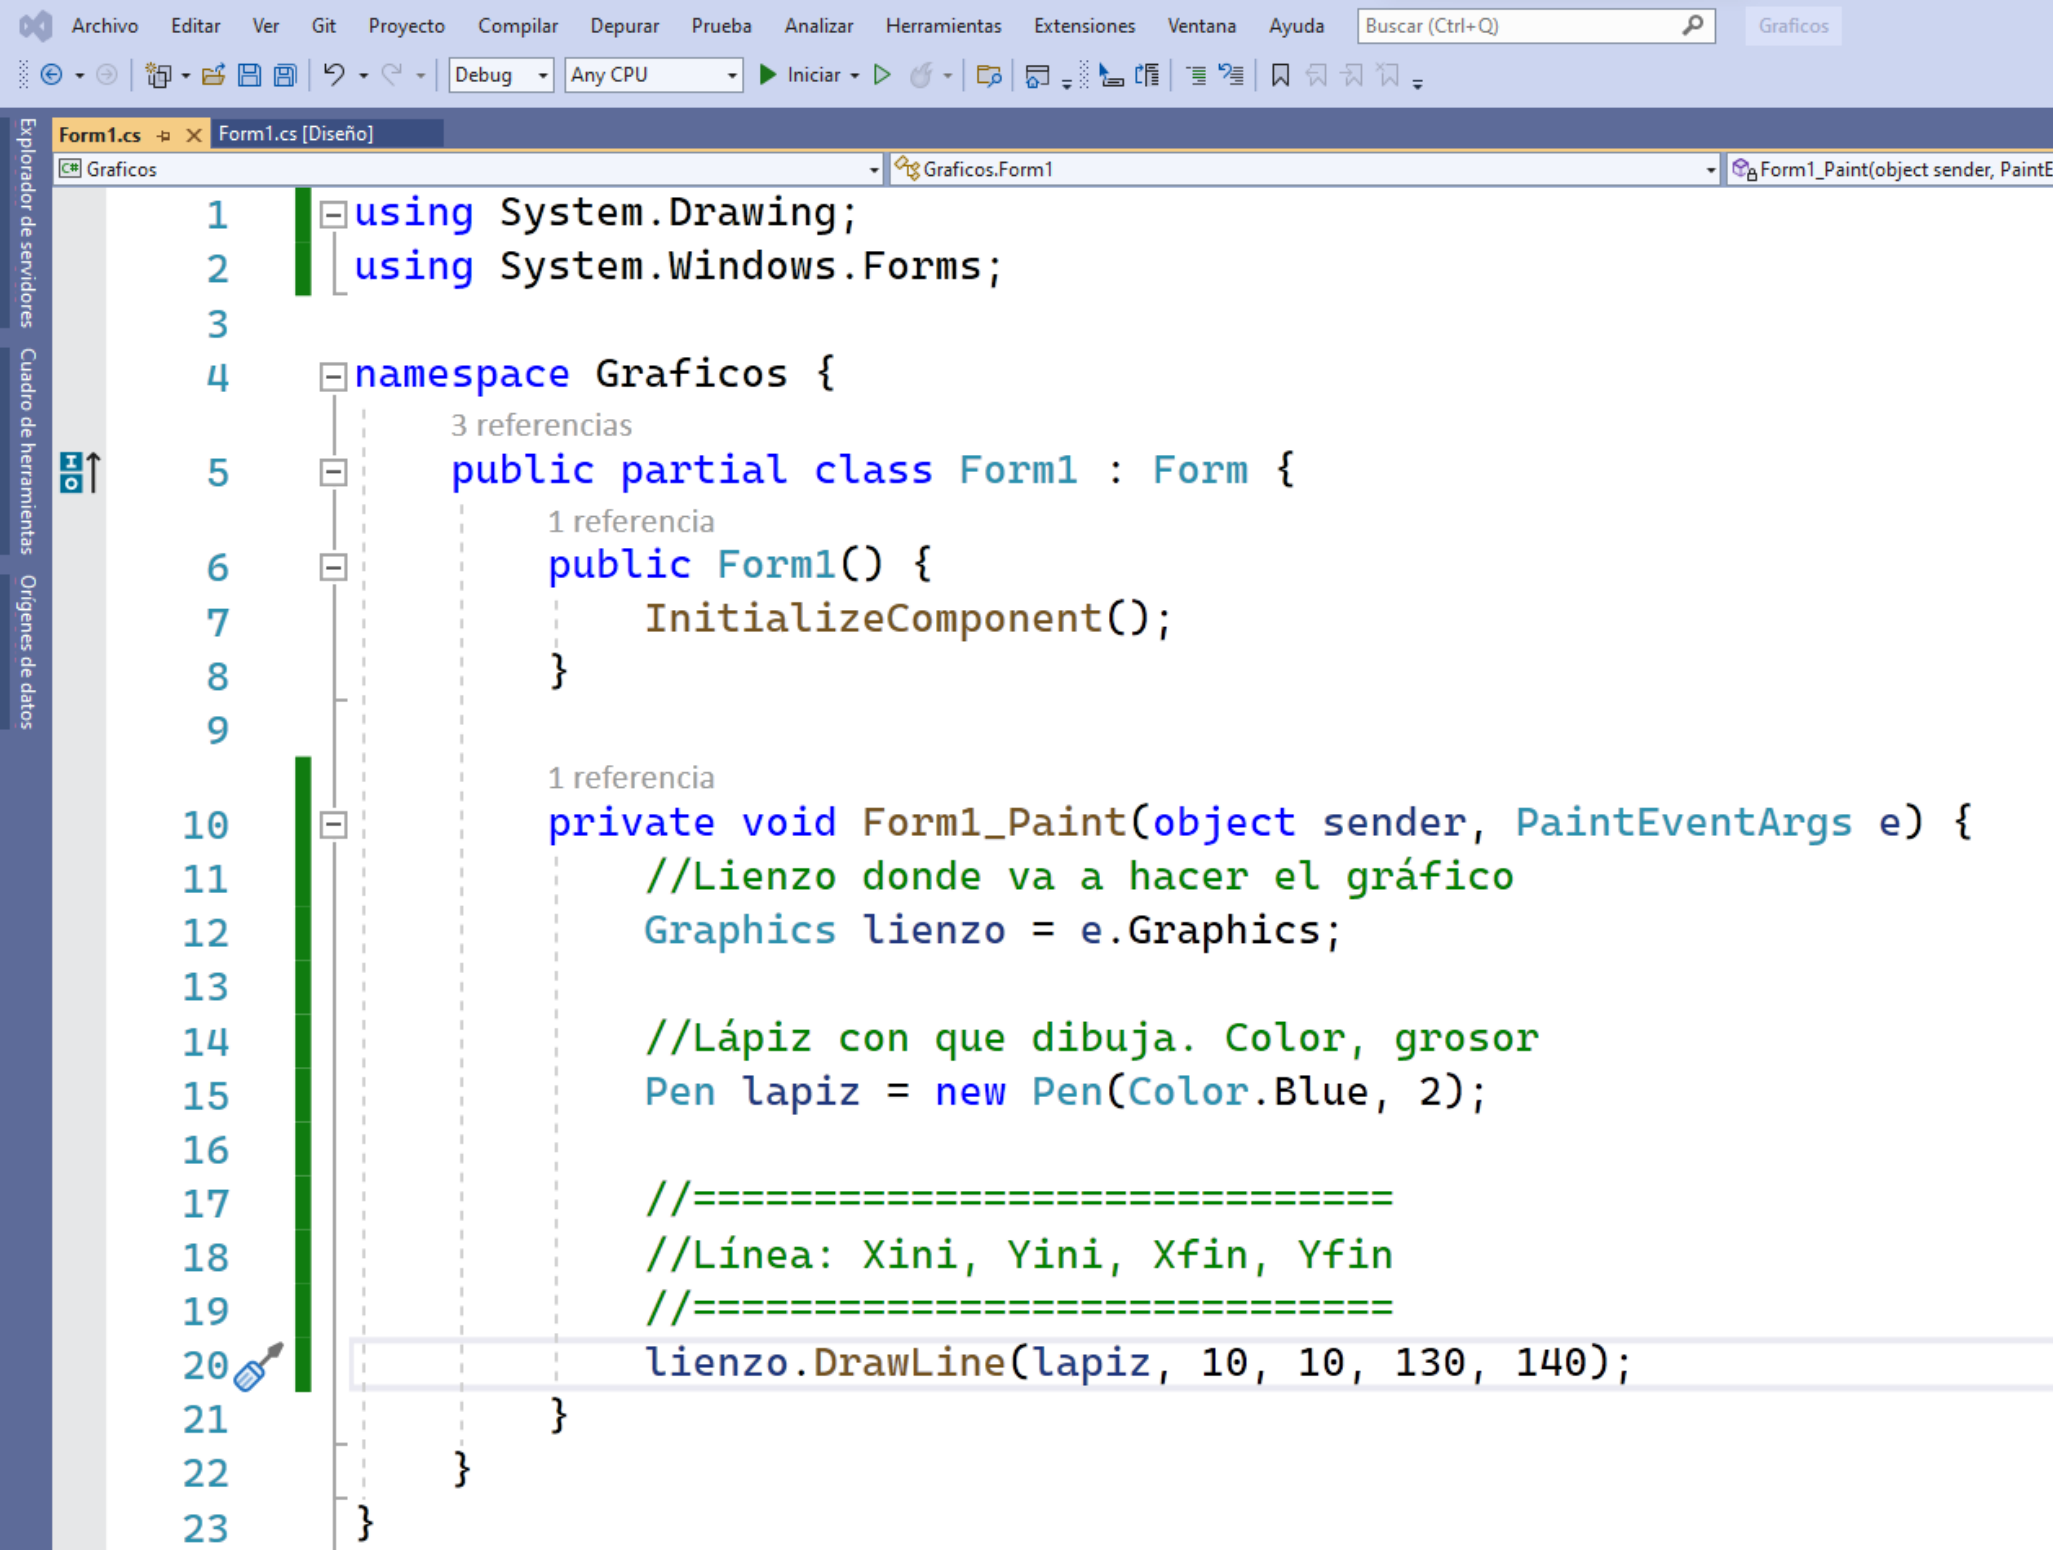 Archivo Editar Ver Git Proyecto Compilar Depurar Prueba Analizar Herramientas Extensiones Ventana Ayuda Buscar (Ctrl+Q) Graficos
Debug Any CPU Iniciar
Explorador de servidores
Cuadro de herramientas
Orígenes de datos
Form1.cs Form1.cs [Diseño]
C# Graficos Graficos.Form1 Form1_Paint(object sender, PaintE
1 using System.Drawing;
2 using System.Windows.Forms;
3
4 namespace Graficos {
3 referencias
5 public partial class Form1 : Form {
1 referencia
6 public Form1() {
7 InitializeComponent();
8 }
9
1 referencia
10 private void Form1_Paint(object sender, PaintEventArgs e) {
11 //Lienzo donde va a hacer el gráfico
12 Graphics lienzo = e.Graphics;
13
14 //Lápiz con que dibuja. Color, grosor
15 Pen lapiz = new Pen(Color.Blue, 2);
16
17 //=============================
18 //Línea: Xini, Yini, Xfin, Yfin
19 //=============================
20 lienzo.DrawLine(lapiz, 10, 10, 130, 140);
21 }
22 }
23 }